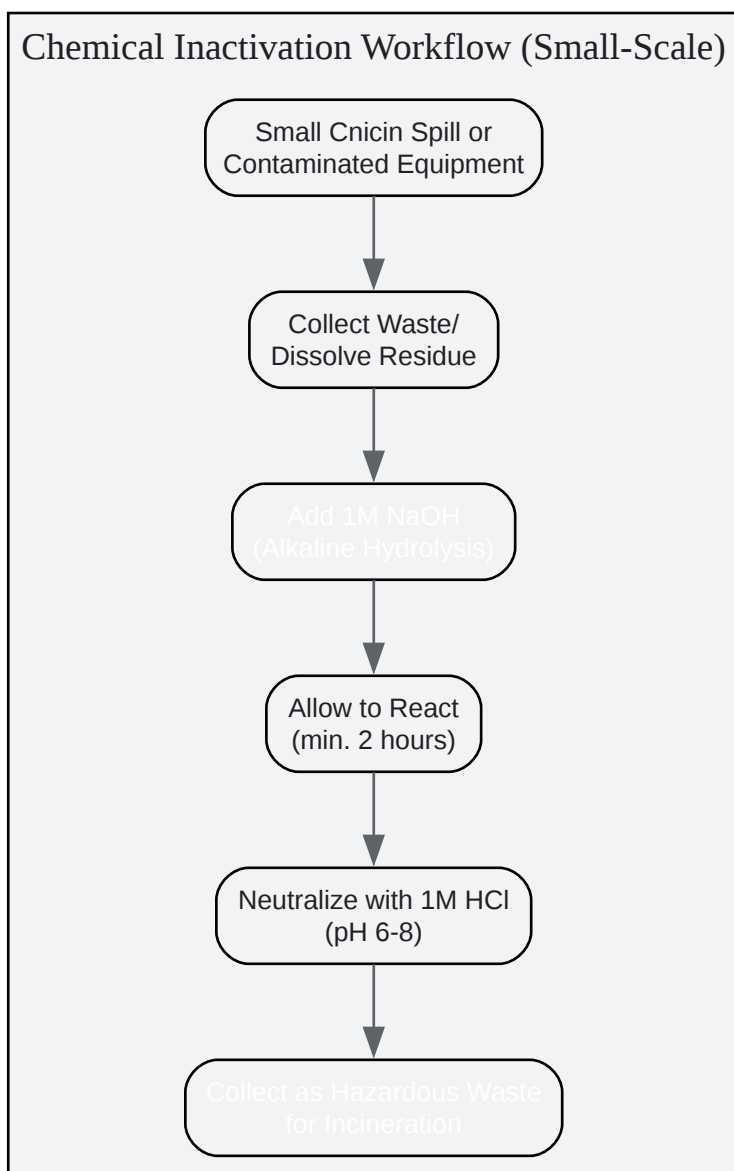 Chemical Inactivation Workflow (Small-Scale)
Small Cnicin Spill or
Contaminated Equipment
Collect Waste/
Dissolve Residue
Add 1M NaOH
(Alkaline Hydrolysis)
Allow to React
(min. 2 hours)
Neutralize with 1M HCl
(pH 6-8)
Collect as Hazardous Waste
for Incineration